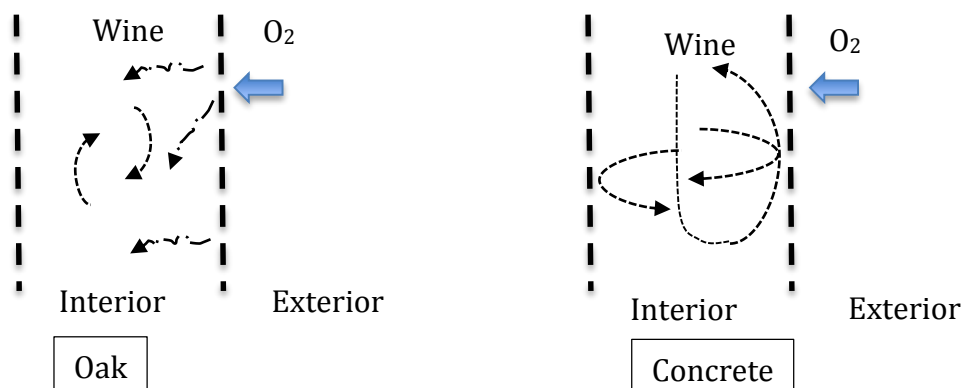 Wine
O₂
Interior
Exterior
Oak
Wine
O₂
Interior
Exterior
Concrete